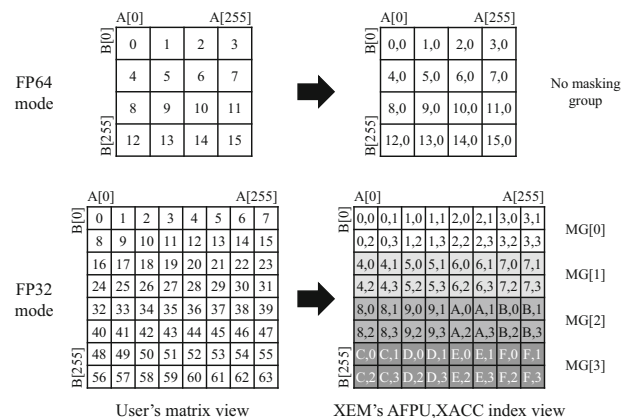 A[0] A[255] A[0] A[255]
B[0] 0 1 2 3 B[0] 0,0 1,0 2,0 3,0
FP64 mode 4 5 6 7 4,0 5,0 6,0 7,0 No masking group
8 9 10 11 8,0 9,0 10,0 11,0
B[255] 12 13 14 15 B[255] 12,0 13,0 14,0 15,0
A[0] A[255] A[0] A[255]
B[0] 0 1 2 3 4 5 6 7 B[0] 0,0 0,1 1,0 1,1 2,0 2,1 3,0 3,1 MG[0]
8 9 10 11 12 13 14 15 0,2 0,3 1,2 1,3 2,2 2,3 3,2 3,3
16 17 18 19 20 21 22 23 4,0 4,1 5,0 5,1 6,0 6,1 7,0 7,1 MG[1]
FP32 mode 24 25 26 27 28 29 30 31 4,2 4,3 5,2 5,3 6,2 6,3 7,2 7,3
32 33 34 35 36 37 38 39 8,0 8,1 9,0 9,1 A,0 A,1 B,0 B,1 MG[2]
40 41 42 43 44 45 46 47 8,2 8,3 9,2 9,3 A,2 A,3 B,2 B,3
B[255] 48 49 50 51 52 53 54 55 B[255] C,0 C,1 D,0 D,1 E,0 E,1 F,0 F,1 MG[3]
56 57 58 59 60 61 62 63 C,2 C,3 D,2 D,3 E,2 E,3 F,2 F,3
User's matrix view XEM's AFPU,XACC index view